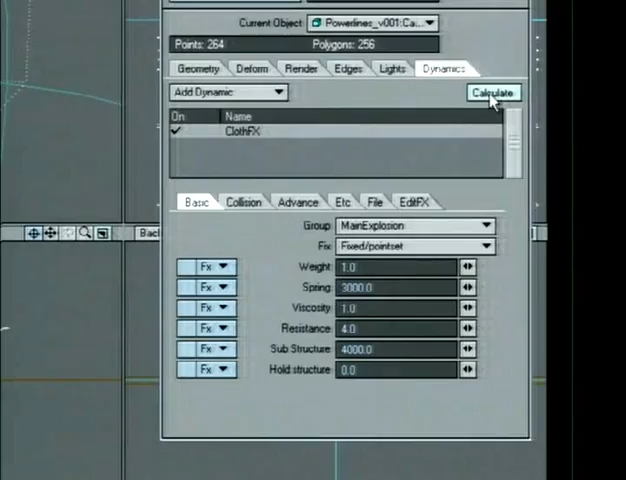 Current Object: Powerlines_v001:Ca...
Points: 264 Polygons: 256
Geometry Deform Render Edges Lights Dynamics
Add Dynamic Calculate
On Name
ClothFX
Basic Collision Advance Etc File EditFX
Group: MainExplosion
Back
Fix: Fixed/pointset
Fx Weight: 1.0
Fx Spring: 3000.0
Fx Viscosity: 1.0
Fx Resistance: 4.0
Fx Sub Structure: 4000.0
Fx Hold structure: 0.0